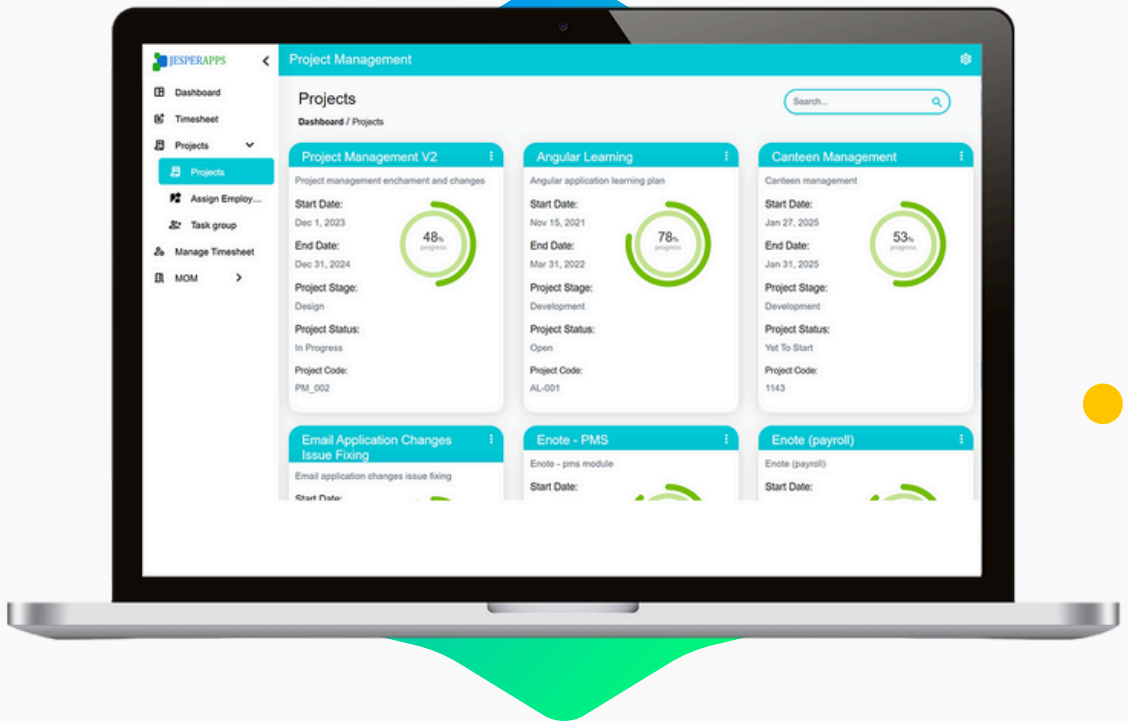 JESPERAPPS
Project Management
Dashboard
Timesheet
Projects
Projects
Assign Employ...
Task group
Manage Timesheet
MOM
Projects
Dashboard / Projects
Search...
Project Management V2
Project management enchament and changes
Start Date:
Dec 1, 2023
48%
progress
End Date:
Dec 31, 2024
Project Stage:
Design
Project Status:
In Progress
Project Code:
PM_002
Angular Learning
Angular application learning plan
Start Date:
Nov 15, 2021
78%
progress
End Date:
Mar 31, 2022
Project Stage:
Development
Project Status:
Open
Project Code:
AL-001
Canteen Management
Canteen management
Start Date:
Jan 27, 2025
53%
progress
End Date:
Jan 31, 2025
Project Stage:
Development
Project Status:
Yet To Start
Project Code:
1143
Email Application Changes
Issue Fixing
Email application changes issue fixing
Start Date:
Enote - PMS
Enote - pms module
Start Date:
Enote (payroll)
Enote (payroll)
Start Date: